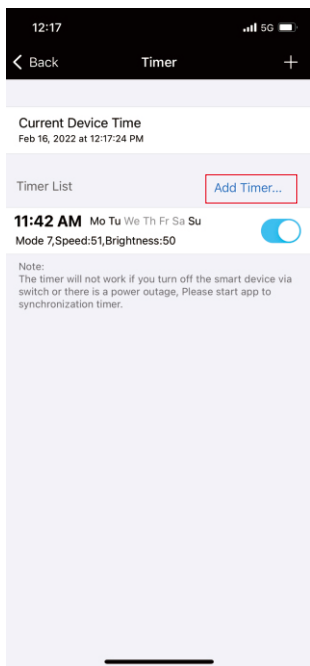 12:17 5G
Back Timer +
Current Device Time
Feb 16, 2022 at 12:17:24 PM
Timer List Add Timer...
11:42 AM Mo Tu We Th Fr Sa Su
Mode 7,Speed:51,Brightness:50
Note:
The timer will not work if you turn off the smart device via
switch or there is a power outage, Please start app to
synchronization timer.